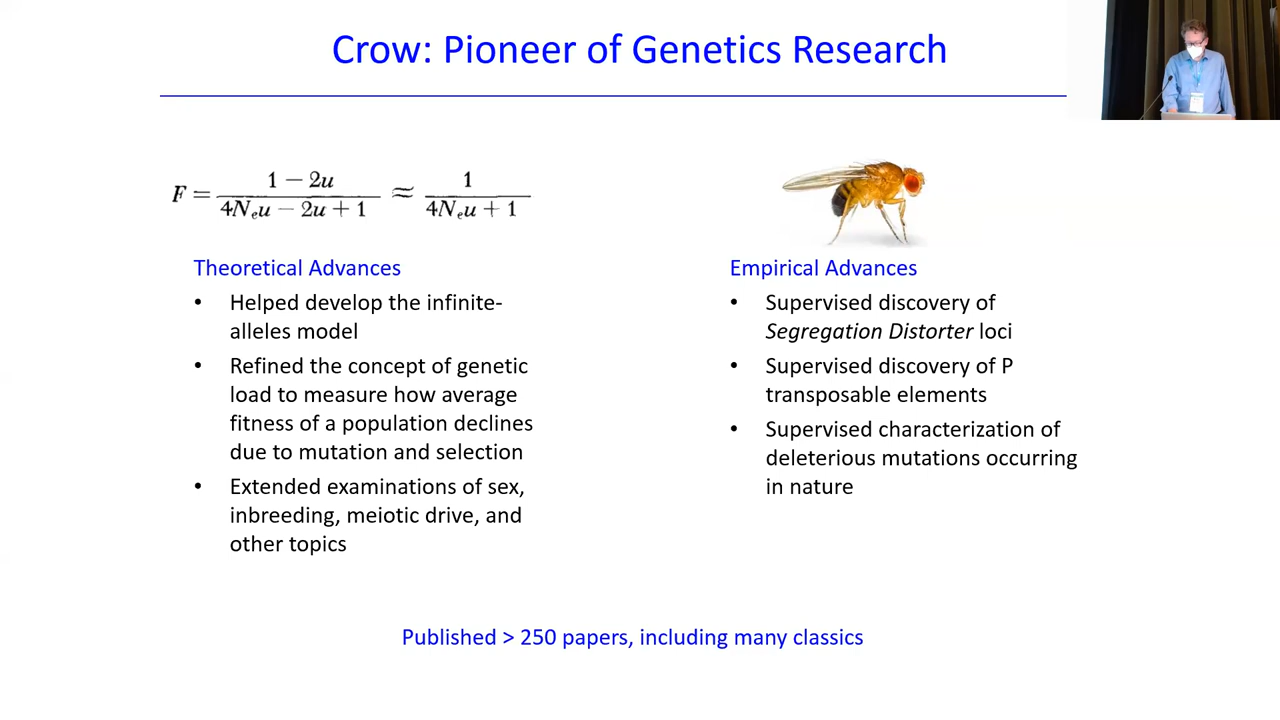 Crow: Pioneer of Genetics Research
F = 1 − 2u / 4Nₑu − 2u + 1 ≈ 1 / 4Nₑu + 1
Theoretical Advances
• Helped develop the infinite-
alleles model
• Refined the concept of genetic
load to measure how average
fitness of a population declines
due to mutation and selection
• Extended examinations of sex,
inbreeding, meiotic drive, and
other topics
Empirical Advances
• Supervised discovery of
Segregation Distorter loci
• Supervised discovery of P
transposable elements
• Supervised characterization of
deleterious mutations occurring
in nature
Published > 250 papers, including many classics